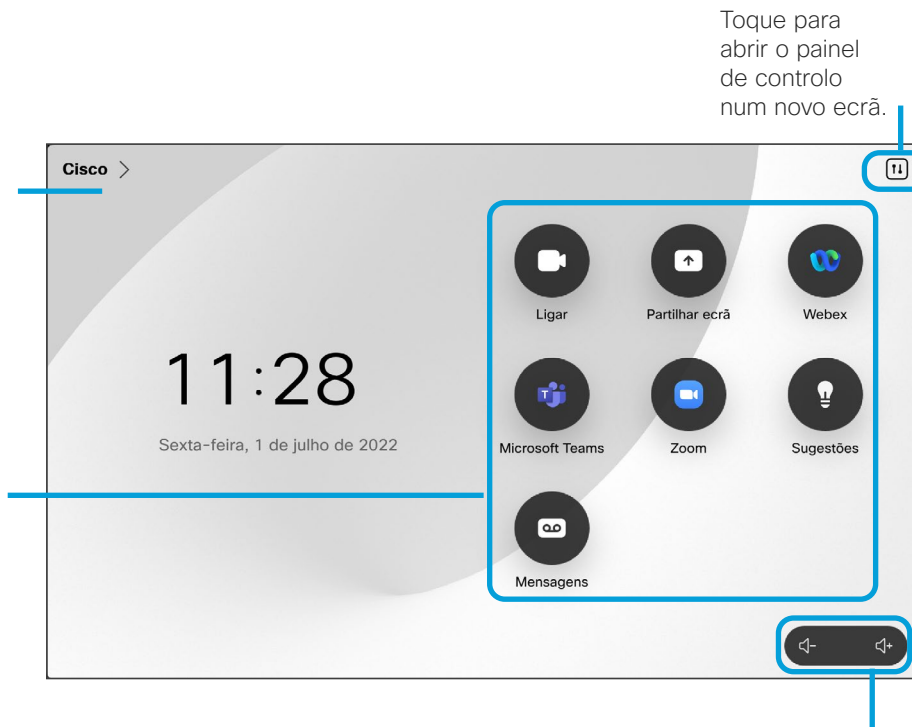 Toque para
abrir o painel
de controlo
num novo ecrã.
Cisco
11:28
Sexta-feira, 1 de julho de 2022
Ligar
Partilhar ecrã
Webex
Microsoft Teams
Zoom
Sugestões
Mensagens